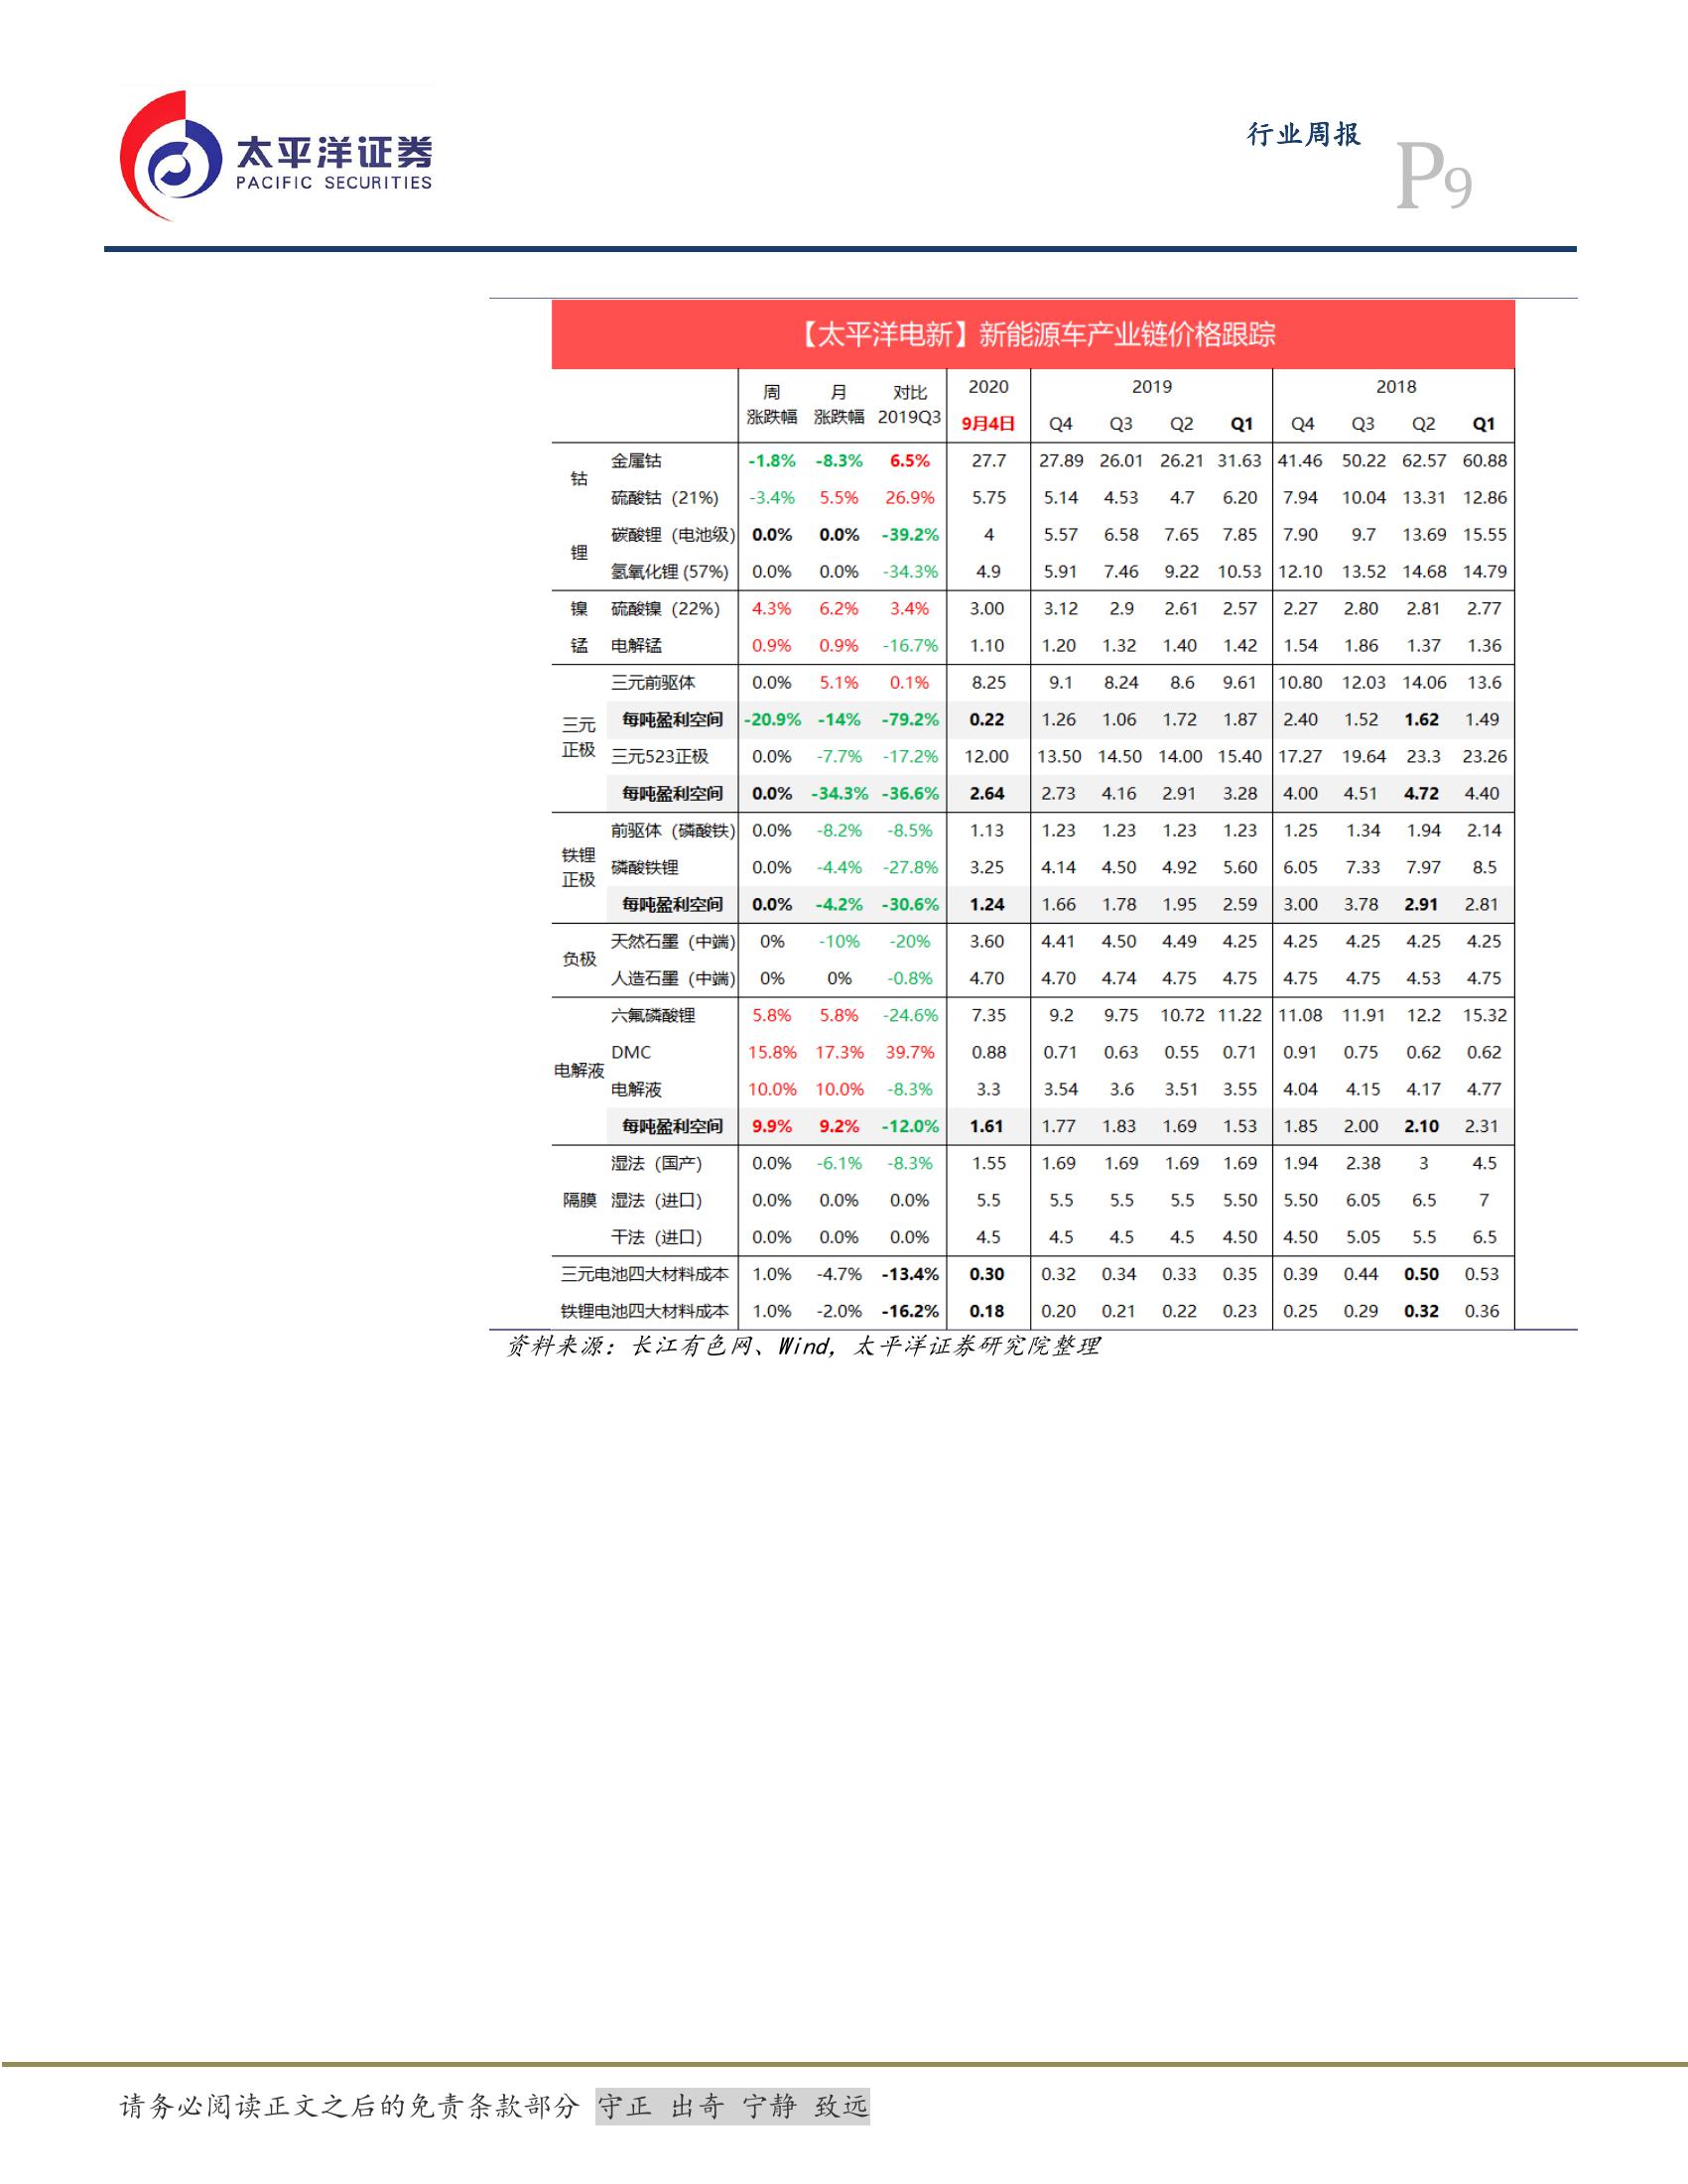 太平洋证券
PACIFIC SECURITIES
行业周报
P9
【太平洋电新】新能源车产业链价格跟踪
周 月 对比 2020 2019 2018
涨跌幅 涨跌幅 2019Q3 9月4日 Q4 Q3 Q2 Q1 Q4 Q3 Q2 Q1
钴 金属钴 -1.8% -8.3% 6.5% 27.7 27.89 26.01 26.21 31.63 41.46 50.22 62.57 60.88
硫酸钴 (21%) -3.4% 5.5% 26.9% 5.75 5.14 4.53 4.7 6.20 7.94 10.04 13.31 12.86
锂 碳酸锂 (电池级) 0.0% 0.0% -39.2% 4 5.57 6.58 7.65 7.85 7.90 9.7 13.69 15.55
氢氧化锂 (57%) 0.0% 0.0% -34.3% 4.9 5.91 7.46 9.22 10.53 12.10 13.52 14.68 14.79
镍 硫酸镍 (22%) 4.3% 6.2% 3.4% 3.00 3.12 2.9 2.61 2.57 2.27 2.80 2.81 2.77
锰 电解锰 0.9% 0.9% -16.7% 1.10 1.20 1.32 1.40 1.42 1.54 1.86 1.37 1.36
三元正极 三元前驱体 0.0% 5.1% 0.1% 8.25 9.1 8.24 8.6 9.61 10.80 12.03 14.06 13.6
每吨盈利空间 -20.9% -14% -79.2% 0.22 1.26 1.06 1.72 1.87 2.40 1.52 1.62 1.49
三元523正极 0.0% -7.7% -17.2% 12.00 13.50 14.50 14.00 15.40 17.27 19.64 23.3 23.26
每吨盈利空间 0.0% -34.3% -36.6% 2.64 2.73 4.16 2.91 3.28 4.00 4.51 4.72 4.40
铁锂正极 前驱体 (磷酸铁) 0.0% -8.2% -8.5% 1.13 1.23 1.23 1.23 1.23 1.25 1.34 1.94 2.14
磷酸铁锂 0.0% -4.4% -27.8% 3.25 4.14 4.50 4.92 5.60 6.05 7.33 7.97 8.5
每吨盈利空间 0.0% -4.2% -30.6% 1.24 1.66 1.78 1.95 2.59 3.00 3.78 2.91 2.81
负极 天然石墨 (中端) 0% -10% -20% 3.60 4.41 4.50 4.49 4.25 4.25 4.25 4.25 4.25
人造石墨 (中端) 0% 0% -0.8% 4.70 4.70 4.74 4.75 4.75 4.75 4.75 4.53 4.75
电解液 六氟磷酸锂 5.8% 5.8% -24.6% 7.35 9.2 9.75 10.72 11.22 11.08 11.91 12.2 15.32
DMC 15.8% 17.3% 39.7% 0.88 0.71 0.63 0.55 0.71 0.91 0.75 0.62 0.62
电解液 10.0% 10.0% -8.3% 3.3 3.54 3.6 3.51 3.55 4.04 4.15 4.17 4.77
每吨盈利空间 9.9% 9.2% -12.0% 1.61 1.77 1.83 1.69 1.53 1.85 2.00 2.10 2.31
隔膜 湿法 (国产) 0.0% -6.1% -8.3% 1.55 1.69 1.69 1.69 1.69 1.94 2.38 3 4.5
湿法 (进口) 0.0% 0.0% 0.0% 5.5 5.5 5.5 5.5 5.50 5.50 6.05 6.5 7
干法 (进口) 0.0% 0.0% 0.0% 4.5 4.5 4.5 4.5 4.50 4.50 5.05 5.5 6.5
三元电池四大材料成本 1.0% -4.7% -13.4% 0.30 0.32 0.34 0.33 0.35 0.39 0.44 0.50 0.53
铁锂电池四大材料成本 1.0% -2.0% -16.2% 0.18 0.20 0.21 0.22 0.23 0.25 0.29 0.32 0.36
资料来源：长江有色网、Wind，太平洋证券研究院整理
请务必阅读正文之后的免责条款部分 守正 出奇 宁静 致远